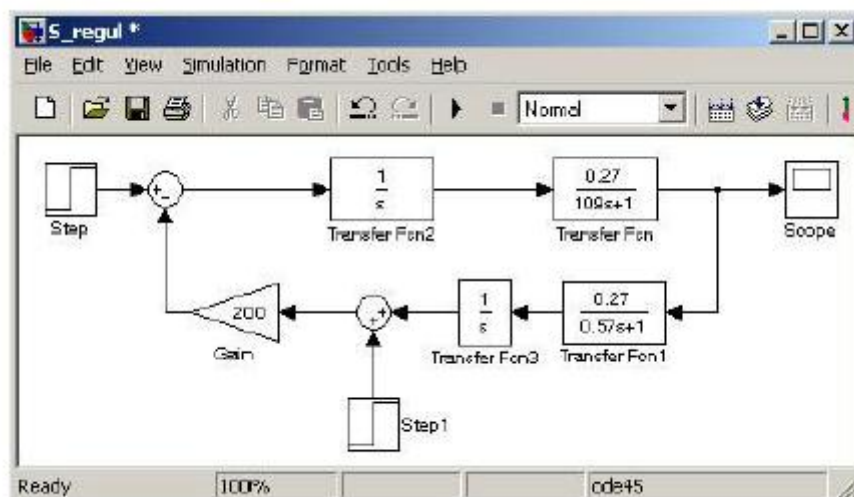 S_regul *
File Edit View Simulation Format Tools Help
Normal
Step
1
s
Transfer Fcn2
0.27
109s+1
Transfer Fcn
Scope
200
Gain
1
s
Transfer Fcn3
0.27
0.57s+1
Transfer Fcn1
Step1
Ready 100% ode45